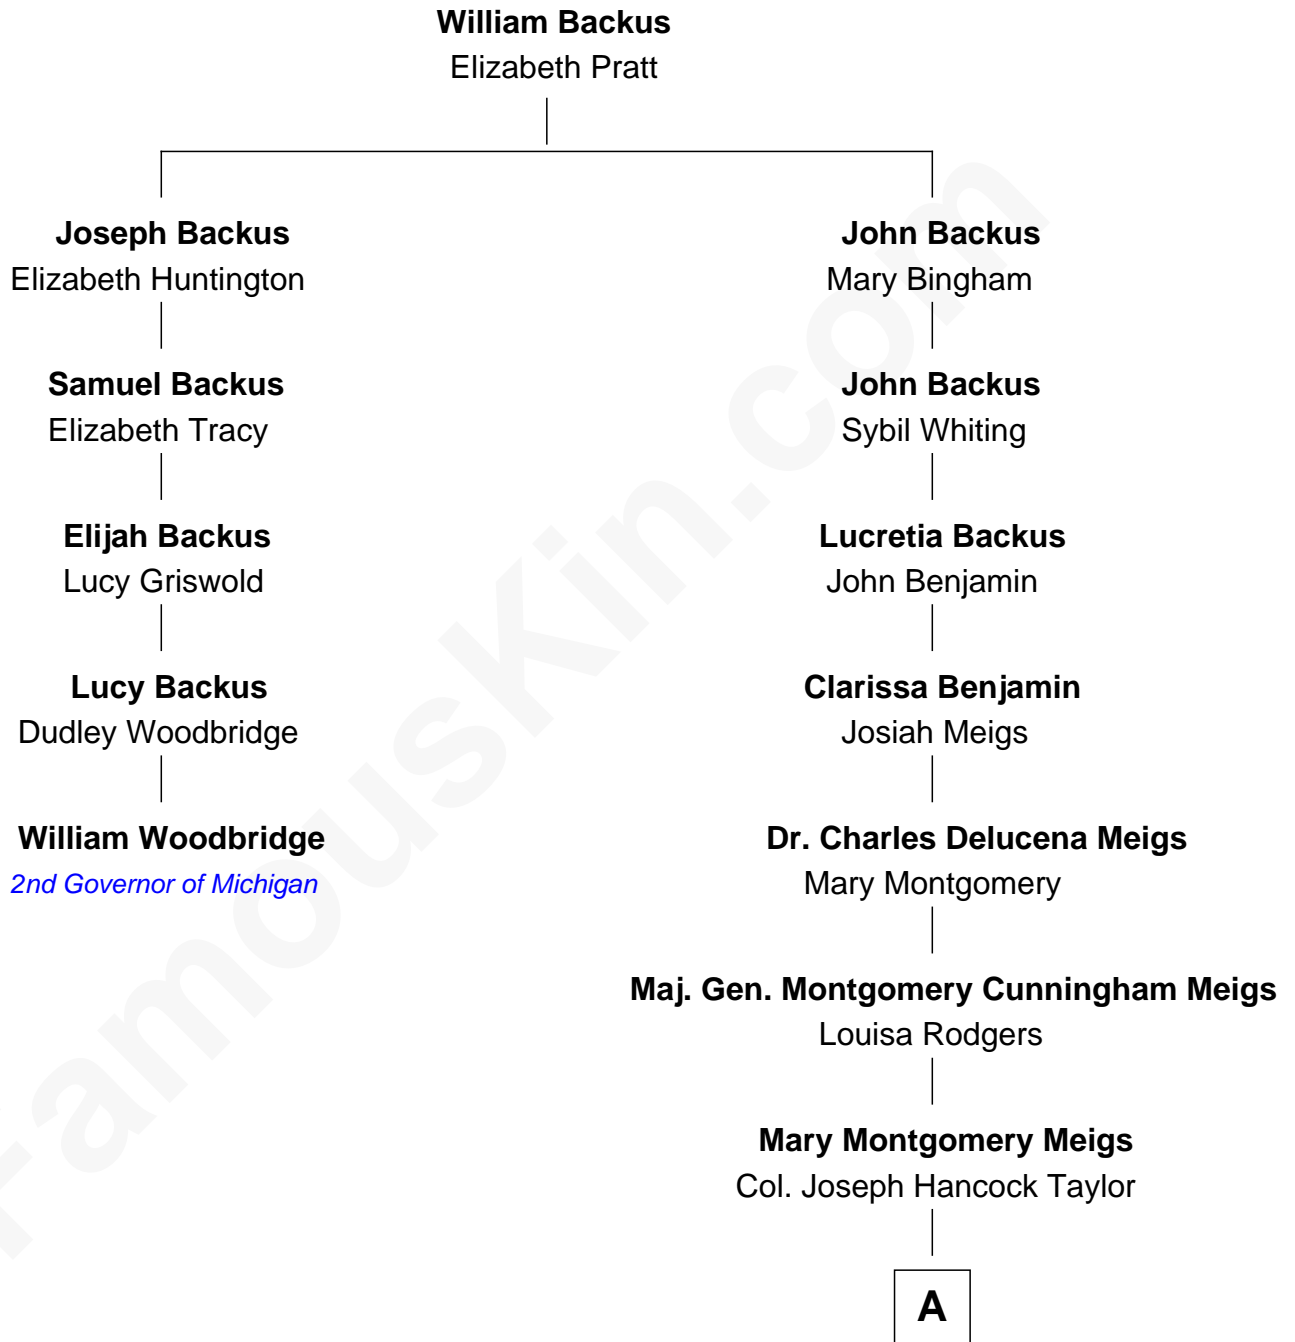 William Backus
Elizabeth Pratt
Joseph Backus
Elizabeth Huntington
Samuel Backus
Elizabeth Tracy
Elijah Backus
Lucy Griswold
Lucy Backus
Dudley Woodbridge
William Woodbridge
2nd Governor of Michigan
John Backus
Mary Bingham
John Backus
Sybil Whiting
Lucretia Backus
John Benjamin
Clarissa Benjamin
Josiah Meigs
Dr. Charles Delucena Meigs
Mary Montgomery
Maj. Gen. Montgomery Cunningham Meigs
Louisa Rodgers
Mary Montgomery Meigs
Col. Joseph Hancock Taylor
A
FamousKin.com